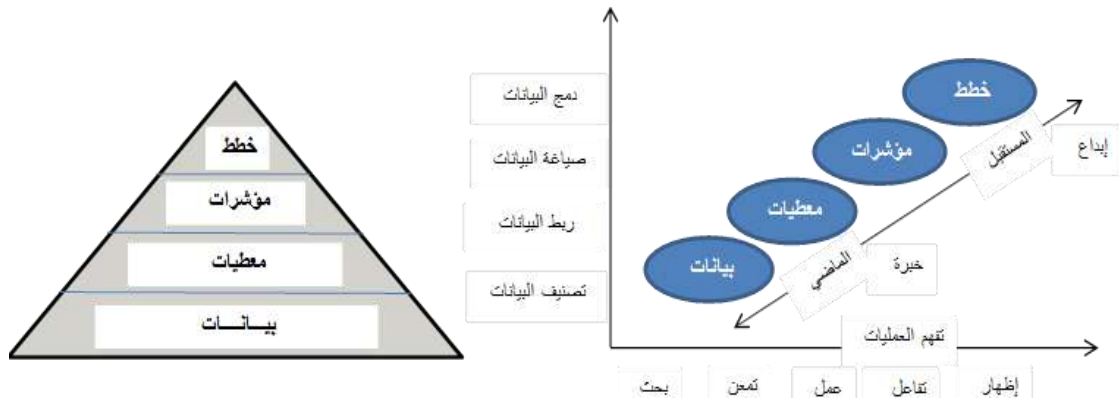 خطط
مؤشرات
معطيات
بيـــانـــات
دمج البيانات
صياغة البيانات
ربط البيانات
تصنيف البيانات
خطط
مؤشرات
معطيات
بيانات
المستقبل
إبداع
الماضي
خبرة
تفهم العمليات
إظهار
تفاعل
عمل
تمعن
بحث